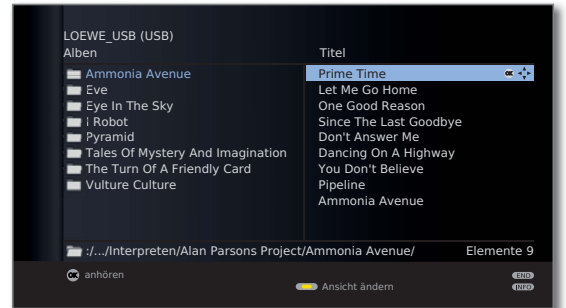 LOEWE_USB (USB)
Alben Titel
Ammonia Avenue Prime Time OK
Eve Let Me Go Home
Eye In The Sky One Good Reason
I Robot Since The Last Goodbye
Pyramid Don't Answer Me
Tales Of Mystery And Imagination Dancing On A Highway
The Turn Of A Friendly Card You Don't Believe
Vulture Culture Pipeline
Ammonia Avenue
:/.../Interpreten/Alan Parsons Project/Ammonia Avenue/ Elemente 9
OK anhören END
Ansicht ändern INFO